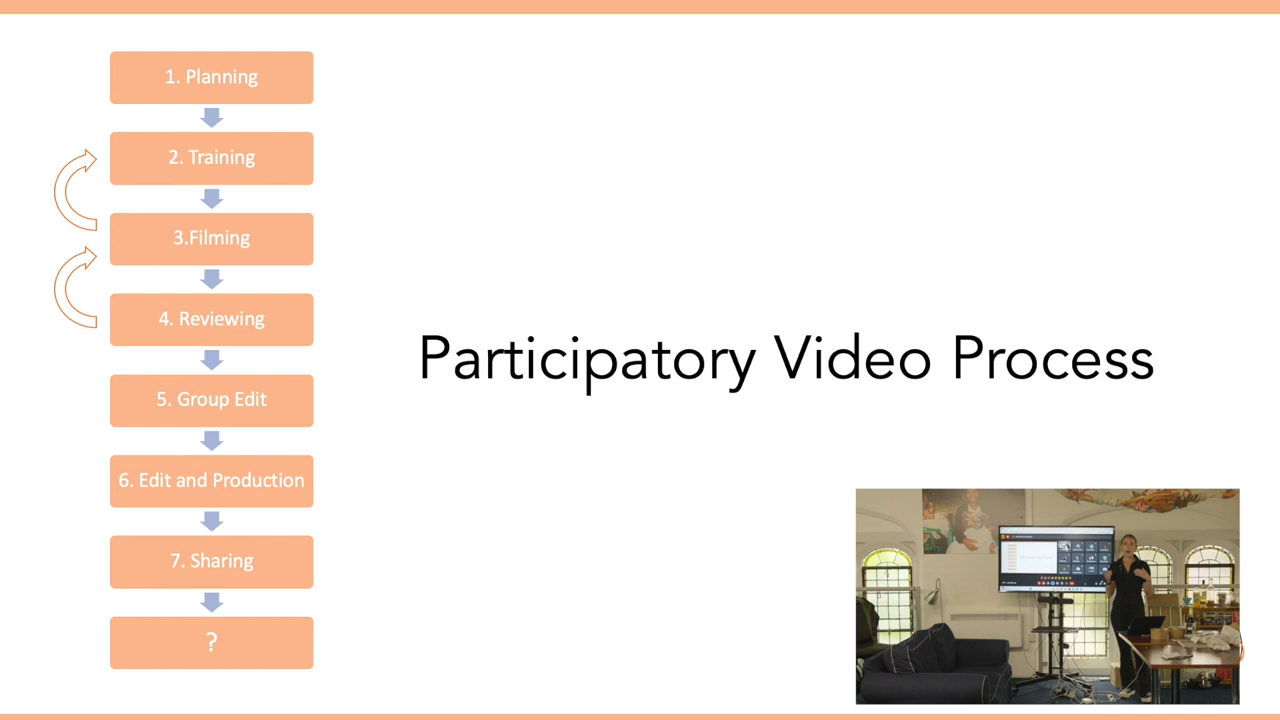 1. Planning
2. Training
3.Filming
4. Reviewing
5. Group Edit
6. Edit and Production
7. Sharing
?
Participatory Video Process